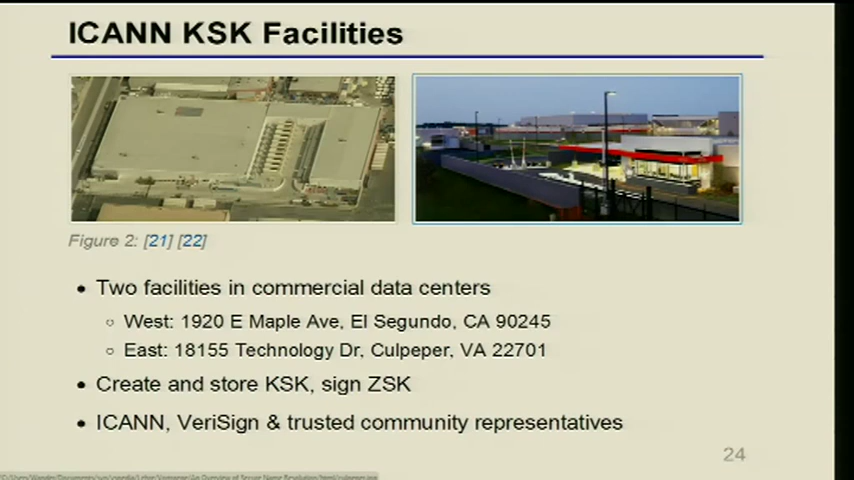 ICANN KSK Facilities
Figure 2: [21] [22]
• Two facilities in commercial data centers
○ West: 1920 E Maple Ave, El Segundo, CA 90245
○ East: 18155 Technology Dr, Culpeper, VA 22701
• Create and store KSK, sign ZSK
• ICANN, VeriSign & trusted community representatives
24